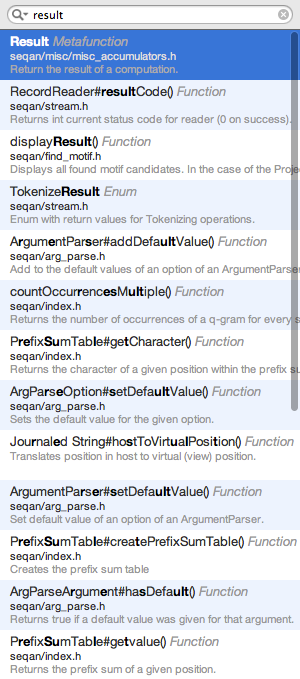 result
Result Metafunction
seqan/misc/misc_accumulators.h
Return the result of a computation.
RecordReader#resultCode() Function
seqan/stream.h
Returns int current status code for reader (0 on success).
displayResult() Function
seqan/find_motif.h
Displays all found motif candidates. In the case of the Proje
TokenizeResult Enum
seqan/stream.h
Enum with return values for Tokenizing operations.
ArgumentParser#addDefaultValue() Function
seqan/arg_parse.h
Add to the default values of an option of an ArgumentParser
countOccurrencesMultiple() Function
seqan/index.h
Returns the number of occurrences of a q-gram for every s
PrefixSumTable#getCharacter() Function
seqan/index.h
Returns the character of a given position within the prefix su
ArgParseOption#setDefaultValue() Function
seqan/arg_parse.h
Sets the default value for the given option.
Journaled String#hostToVirtualPosition() Function
Translates position in host to virtual (view) position.
ArgumentParser#setDefaultValue() Function
seqan/arg_parse.h
Set default value of an option of an ArgumentParser.
PrefixSumTable#createPrefixSumTable() Function
seqan/index.h
Creates the prefix sum table
ArgParseArgument#hasDefault() Function
seqan/arg_parse.h
Returns true if a default value was given for that argument.
PrefixSumTable#getvalue() Function
seqan/index.h
Returns the prefix sum of a given position.